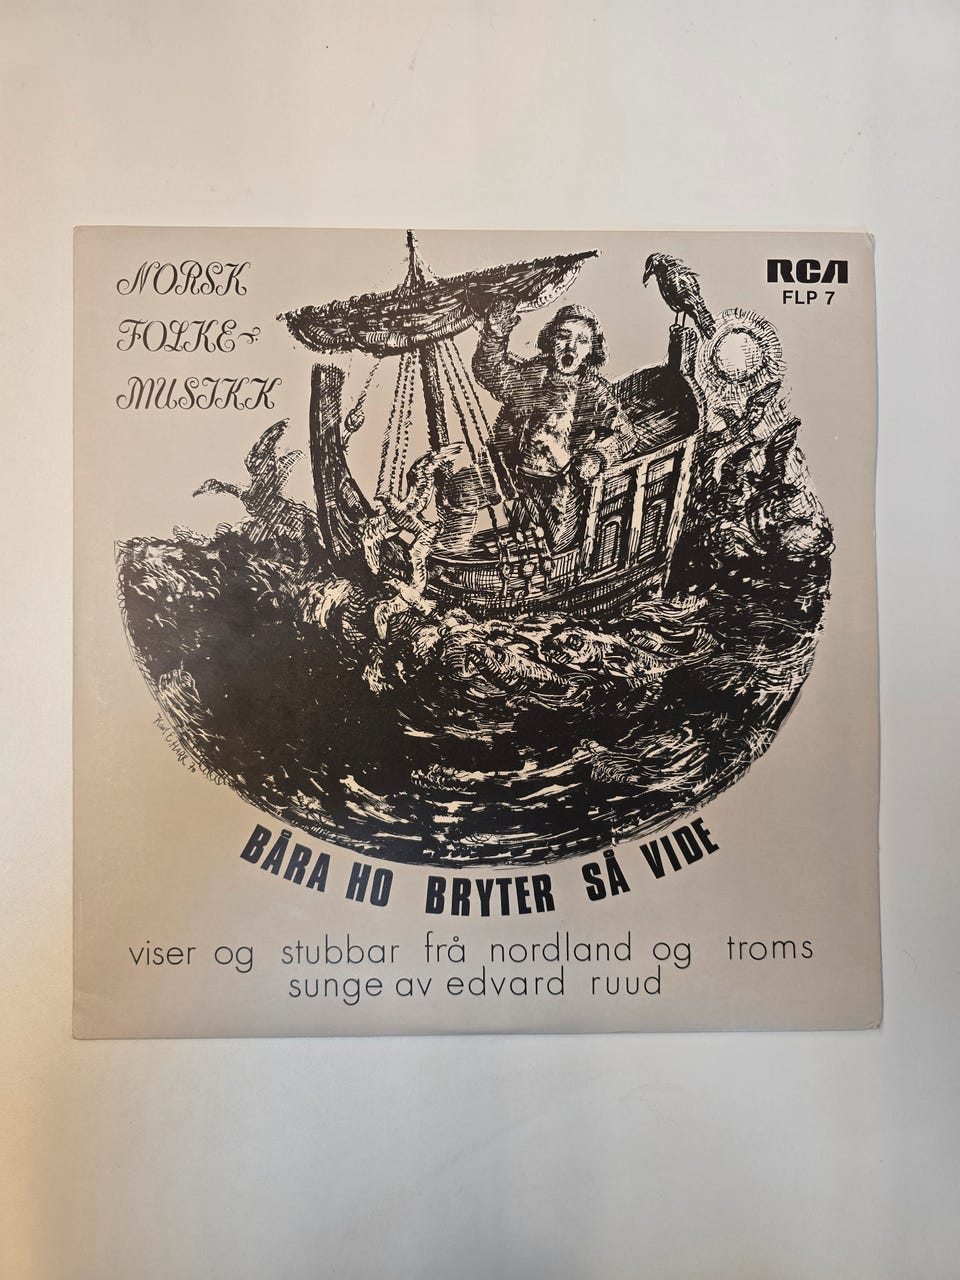 NORSK
FOLKE~
MUSIKK
RCA
FLP 7
BÅRA HO BRYTER SÅ VIDE
viser og stubbar frå nordland og troms
sunge av edvard ruud